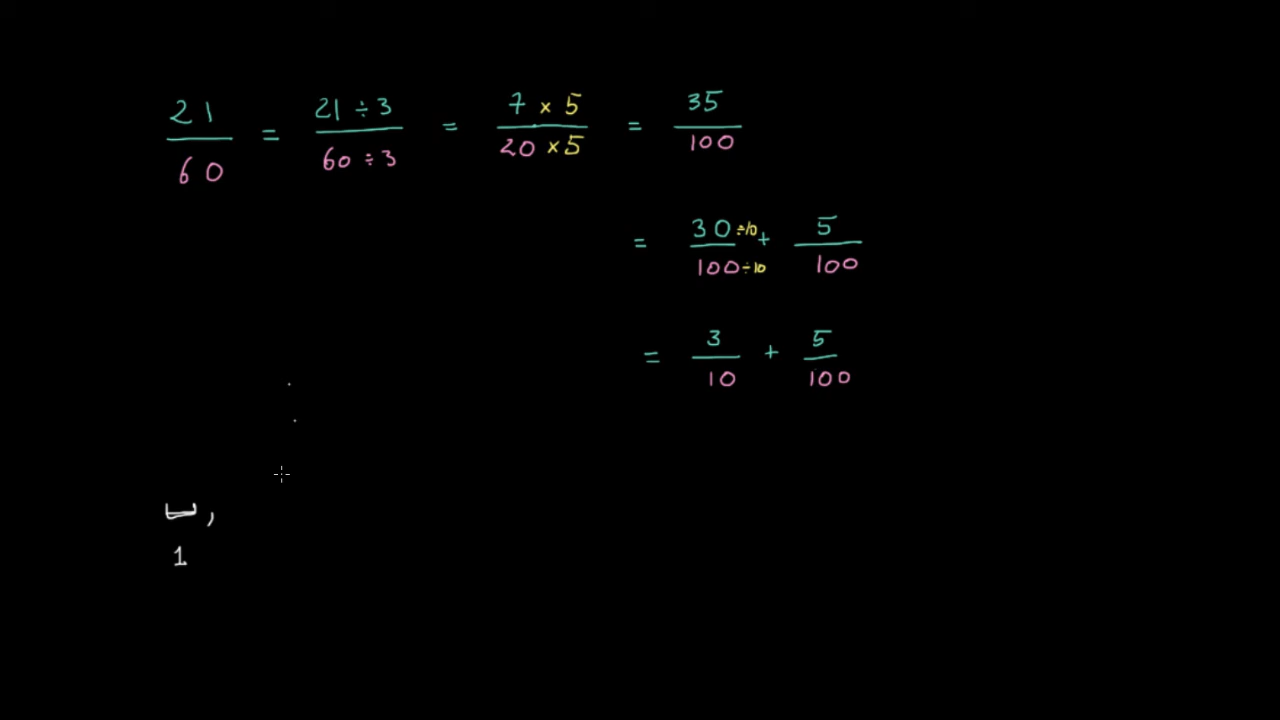 21/60 = 21 ÷ 3/60 ÷ 3 = 7 × 5/20 × 5 = 35/100
= 30 ÷10/100 ÷10 + 5/100
= 3/10 + 5/100
,
1